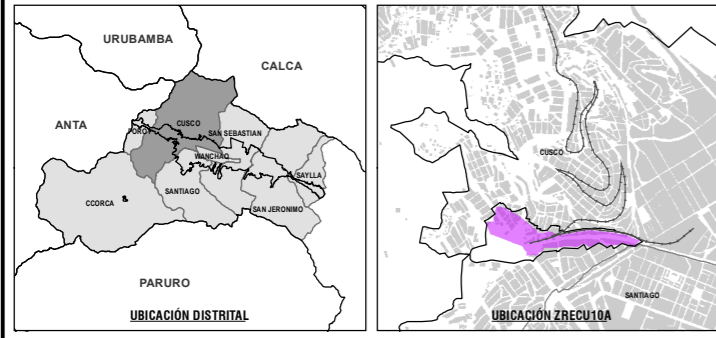 URUBAMBA
CALCA
ANTA
CUSCO
POROY
SAN SEBASTIAN
WANCHAQ
SAYLLA
CCORCA
SANTIAGO
SAN JERONIMO
PARURO
UBICACIÓN DISTRITAL
CUSCO
SANTIAGO
UBICACIÓN ZRECU10A